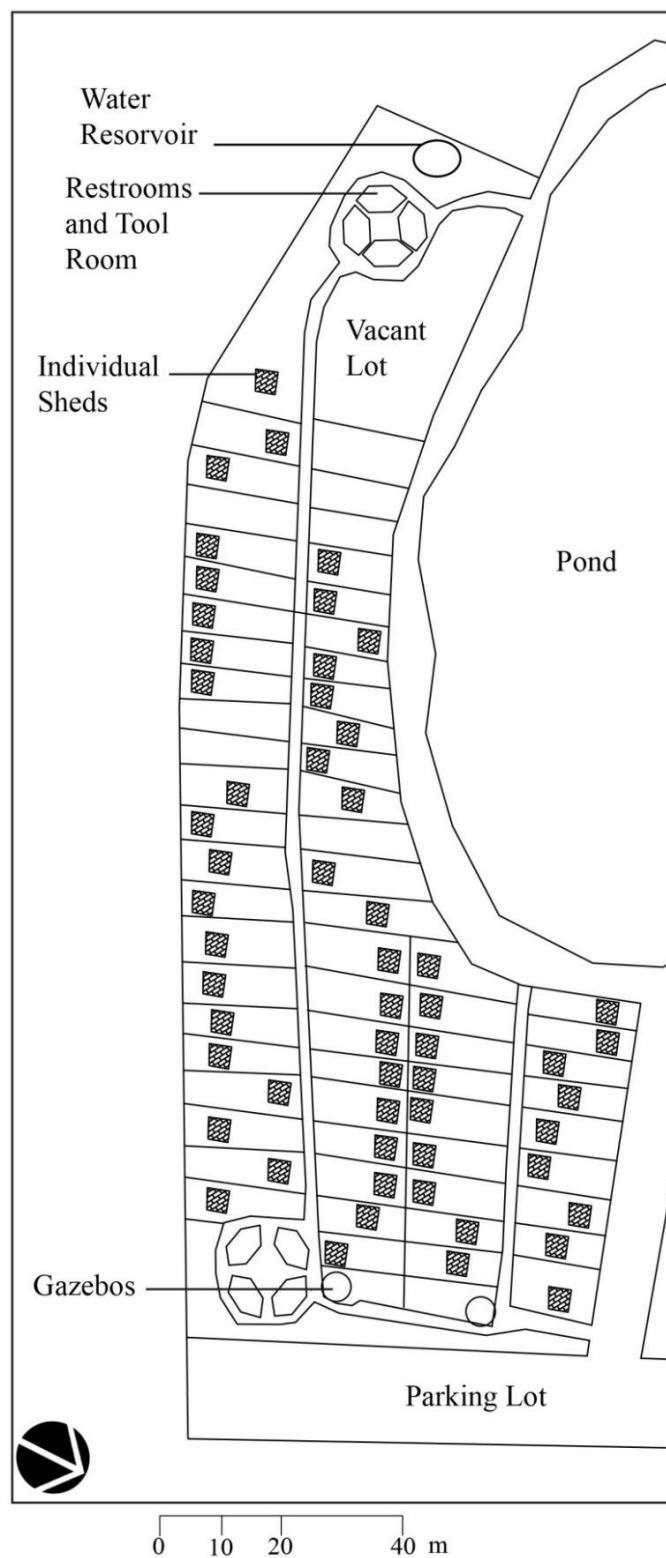 Water
Resorvoir
Restrooms
and Tool
Room
Vacant
Lot
Individual
Sheds
Pond
Gazebos
Parking Lot
0 10 20 40 m